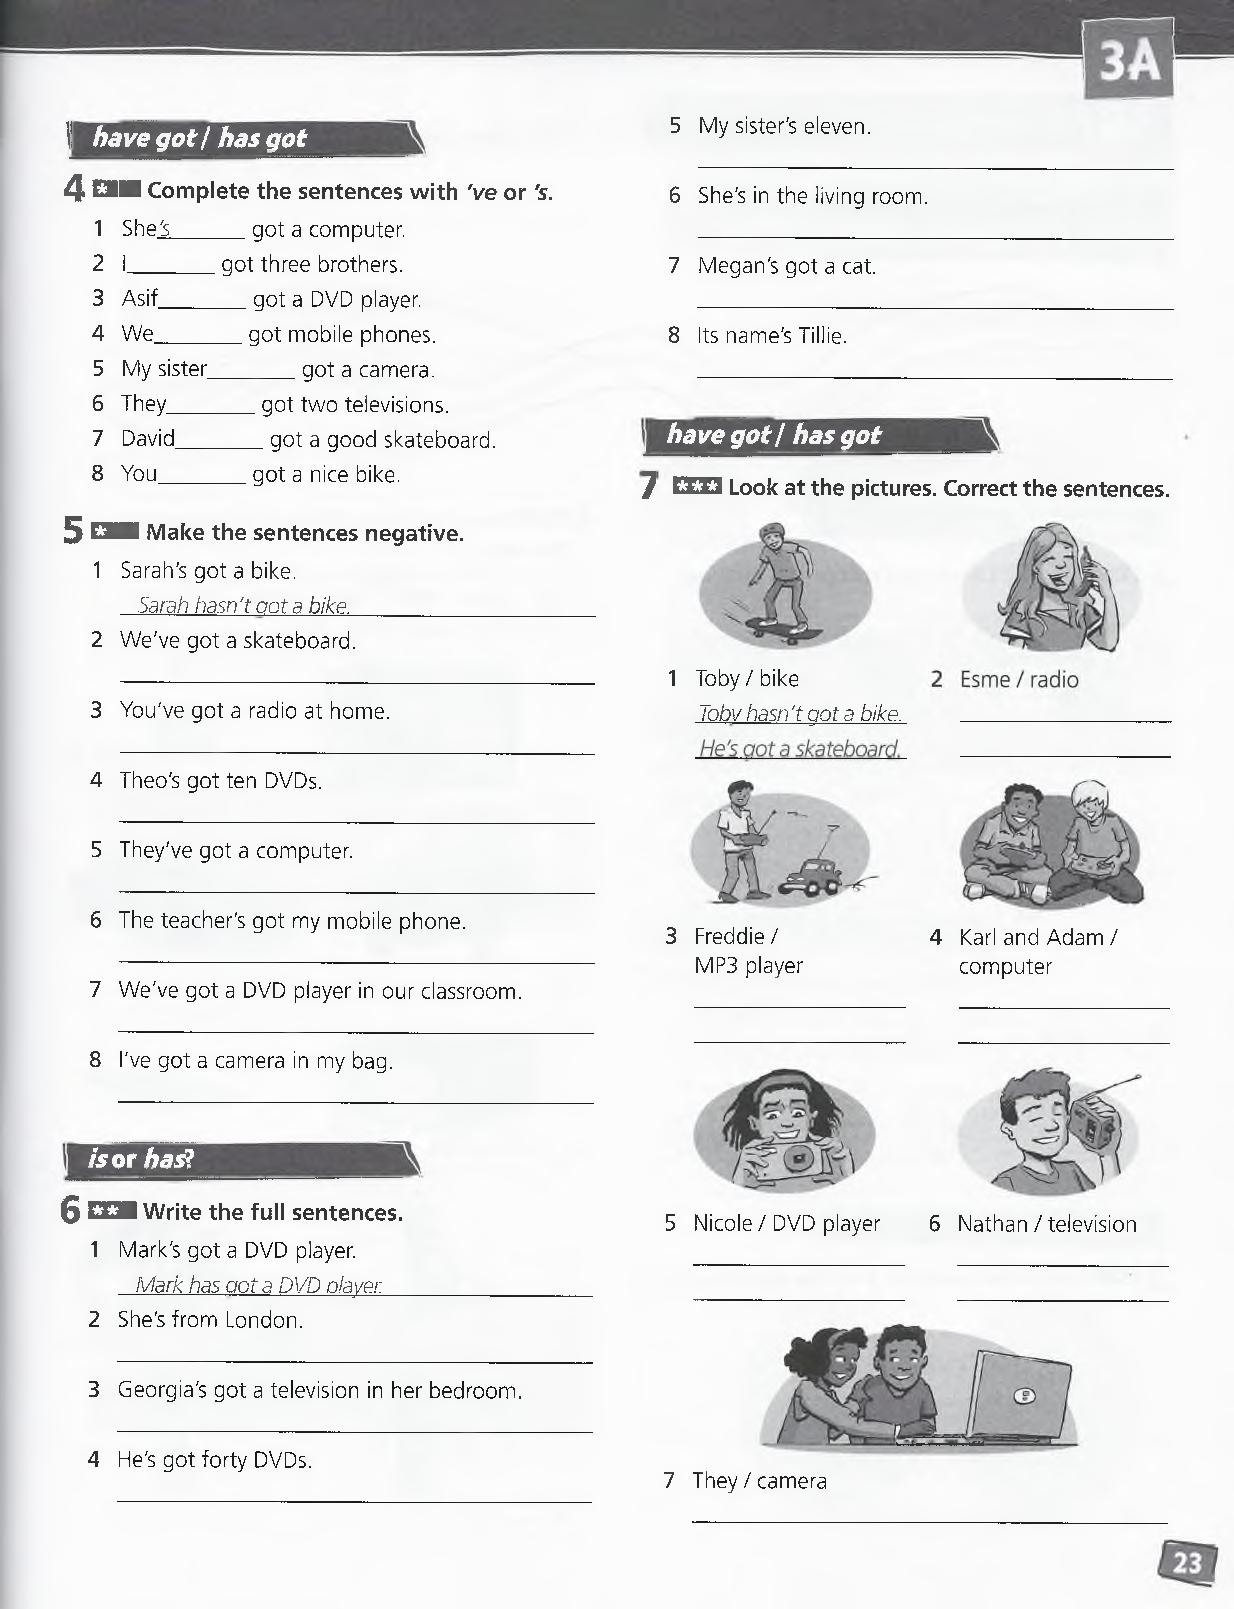 3A
have got / has got
4 * Complete the sentences with 've or 's.
1 She's______ got a computer.
2 I______ got three brothers.
3 Asif______ got a DVD player.
4 We______ got mobile phones.
5 My sister______ got a camera.
6 They______ got two televisions.
7 David______ got a good skateboard.
8 You______ got a nice bike.
5 * Make the sentences negative.
1 Sarah's got a bike.
Sarah hasn't got a bike.
2 We've got a skateboard.
3 You've got a radio at home.
4 Theo's got ten DVDs.
5 They've got a computer.
6 The teacher's got my mobile phone.
7 We've got a DVD player in our classroom.
8 I've got a camera in my bag.
is or has?
6 ** Write the full sentences.
1 Mark's got a DVD player.
Mark has got a DVD player.
2 She's from London.
3 Georgia's got a television in her bedroom.
4 He's got forty DVDs.
5 My sister's eleven.
6 She's in the living room.
7 Megan's got a cat.
8 Its name's Tillie.
have got / has got
7 *** Look at the pictures. Correct the sentences.
1 Toby / bike
Toby hasn't got a bike.
He's got a skateboard.
2 Esme / radio
3 Freddie /
MP3 player
4 Karl and Adam /
computer
5 Nicole / DVD player
6 Nathan / television
7 They / camera
23